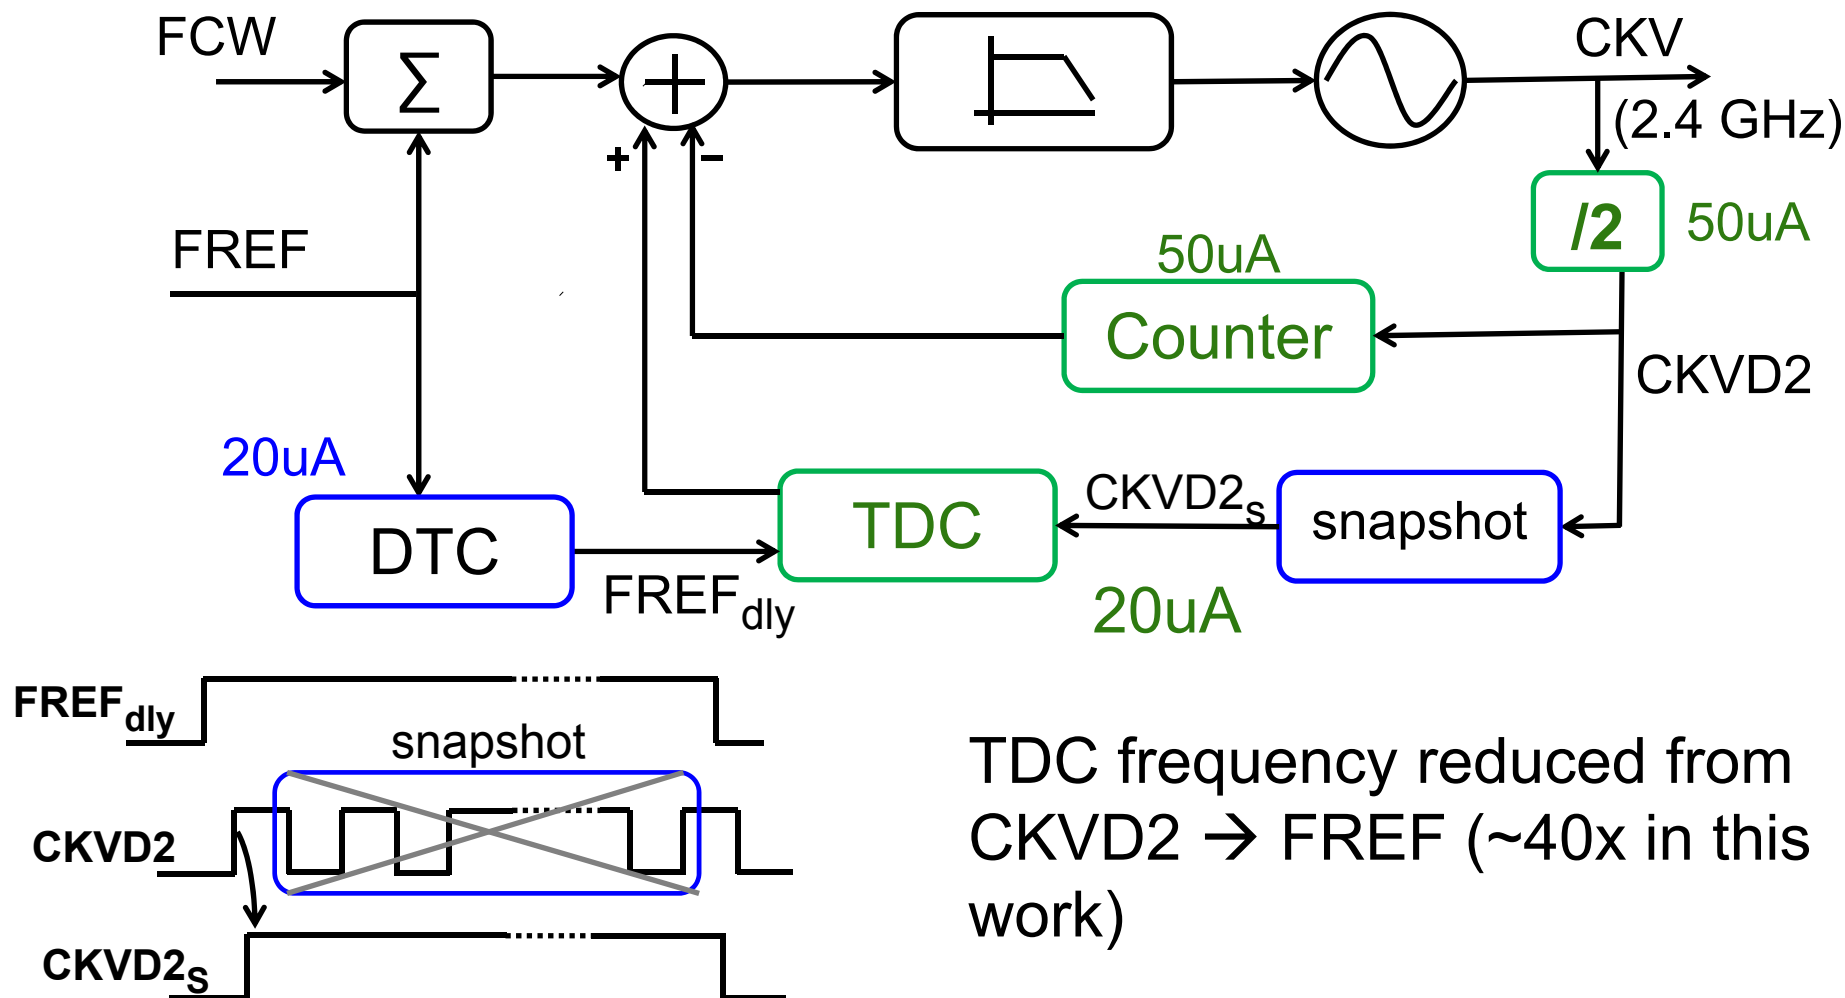 FCW
Σ
CKV
(2.4 GHz)
+
-
/2
50uA
FREF
50uA
Counter
CKVD2
20uA
DTC
TDC
CKVD2S
snapshot
FREFdly
20uA
FREFdly
snapshot
CKVD2
CKVD2S
TDC frequency reduced from
CKVD2 → FREF (~40x in this
work)